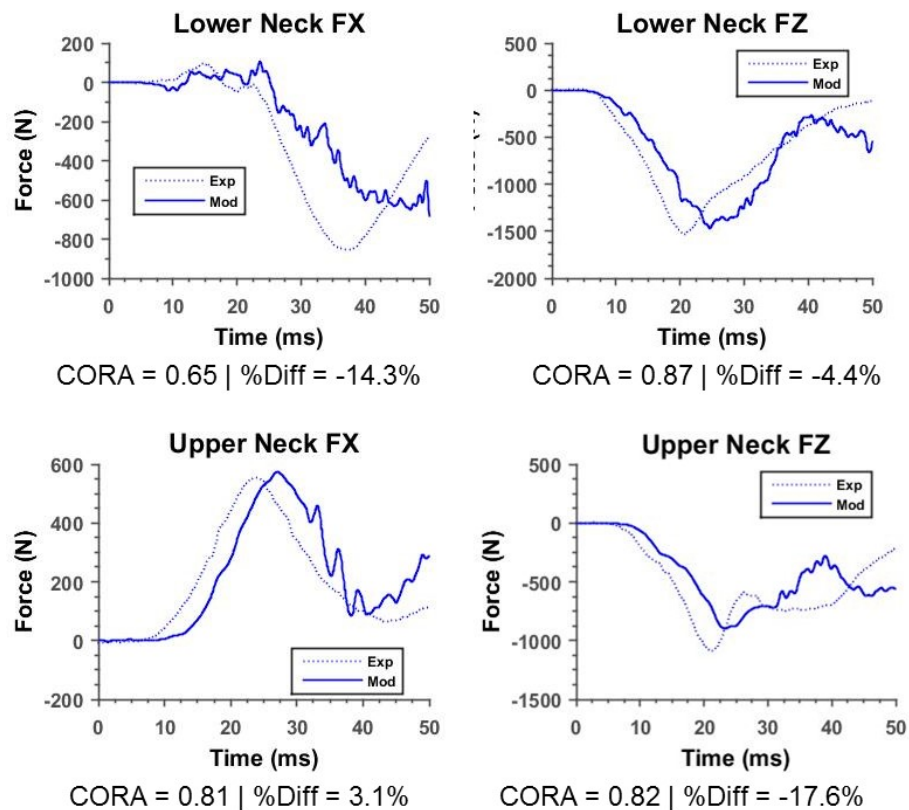 Lower Neck FX
Force (N)
200
0
-200
-400
-600
-800
-1000
Exp
Mod
0 10 20 30 40 50
Time (ms)
CORA = 0.65 | %Diff = -14.3%
Lower Neck FZ
500
0
-500
-1000
-1500
-2000
Exp
Mod
0 10 20 30 40 50
Time (ms)
CORA = 0.87 | %Diff = -4.4%
Upper Neck FX
Force (N)
600
400
200
0
-200
Exp
Mod
0 10 20 30 40 50
Time (ms)
CORA = 0.81 | %Diff = 3.1%
Upper Neck FZ
Force (N)
500
0
-500
-1000
-1500
Exp
Mod
0 10 20 30 40 50
Time (ms)
CORA = 0.82 | %Diff = -17.6%